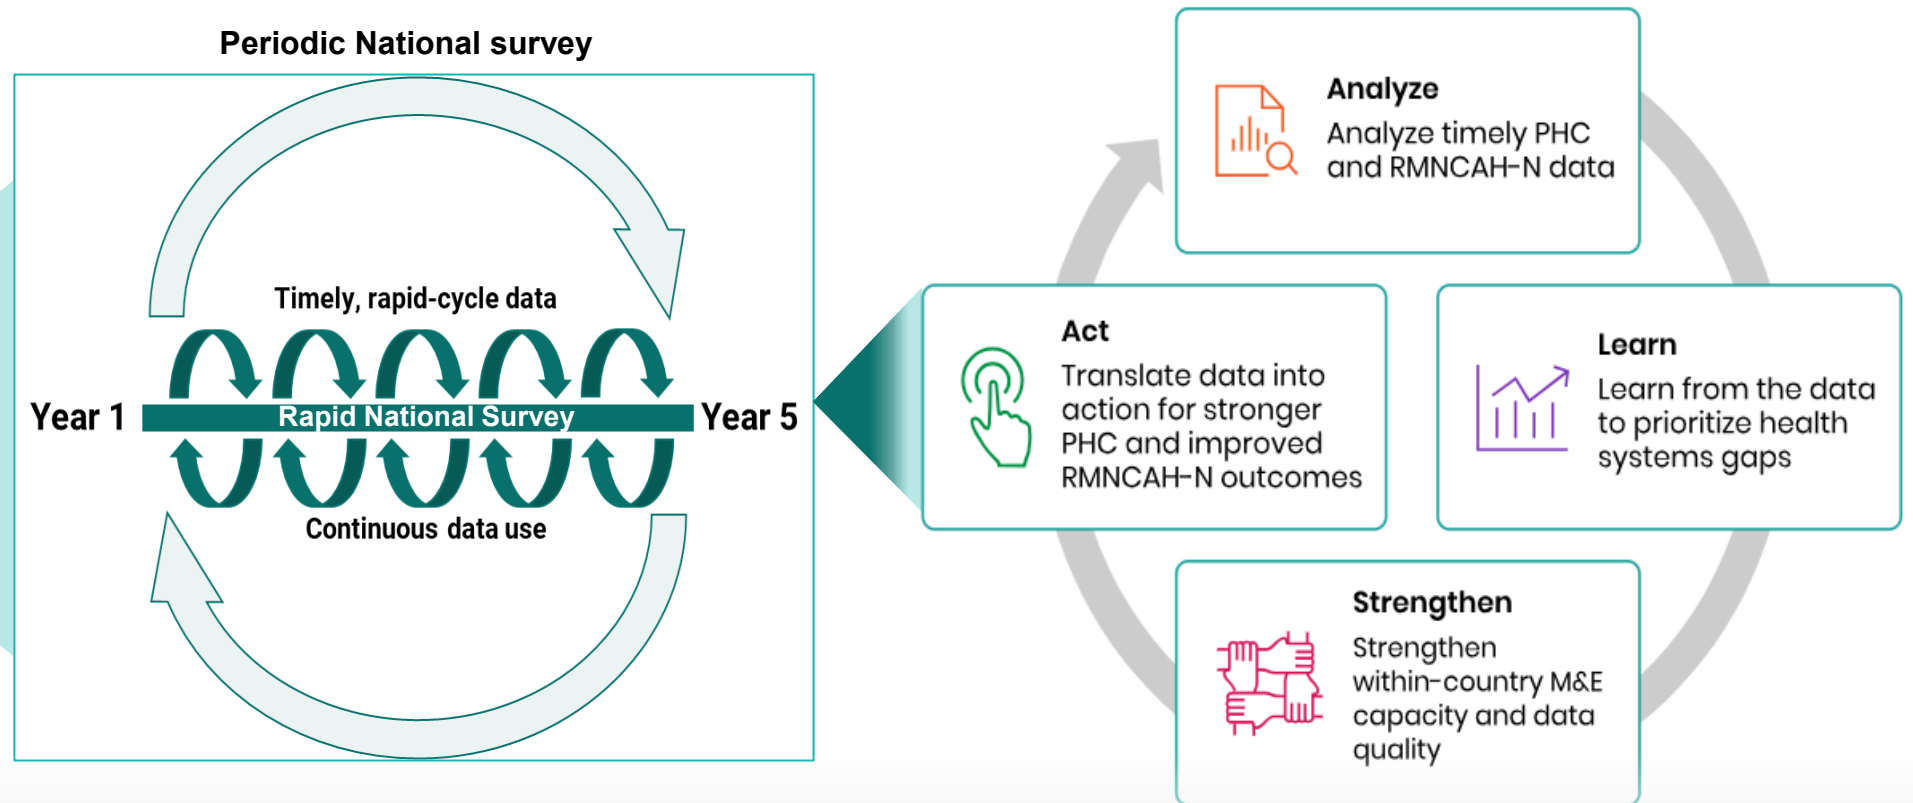 Periodic National survey
Timely, rapid-cycle data
Year 1
Rapid National Survey
Year 5
Continuous data use
Analyze
Analyze timely PHC
and RMNCAH-N data
Act
Translate data into
action for stronger
PHC and improved
RMNCAH-N outcomes
Learn
Learn from the data
to prioritize health
systems gaps
Strengthen
Strengthen
within-country M&E
capacity and data
quality